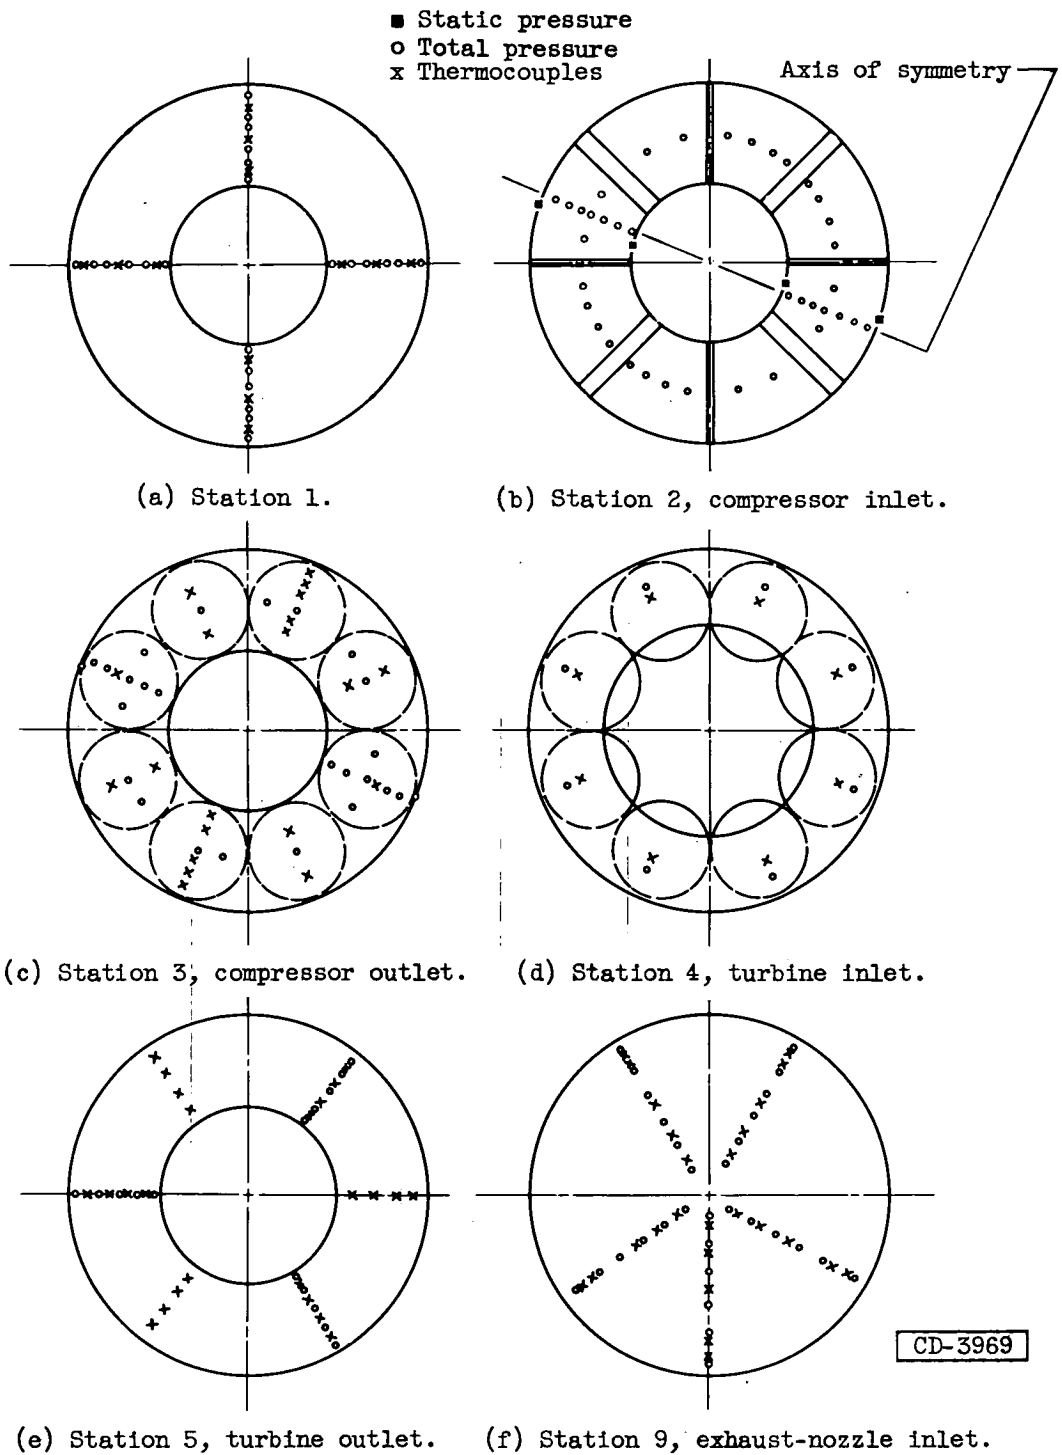 ■ Static pressure
o Total pressure
x Thermocouples
Axis of symmetry
(a) Station 1.
(b) Station 2, compressor inlet.
(c) Station 3, compressor outlet.
(d) Station 4, turbine inlet.
(e) Station 5, turbine outlet.
(f) Station 9, exhaust-nozzle inlet.
CD-3969